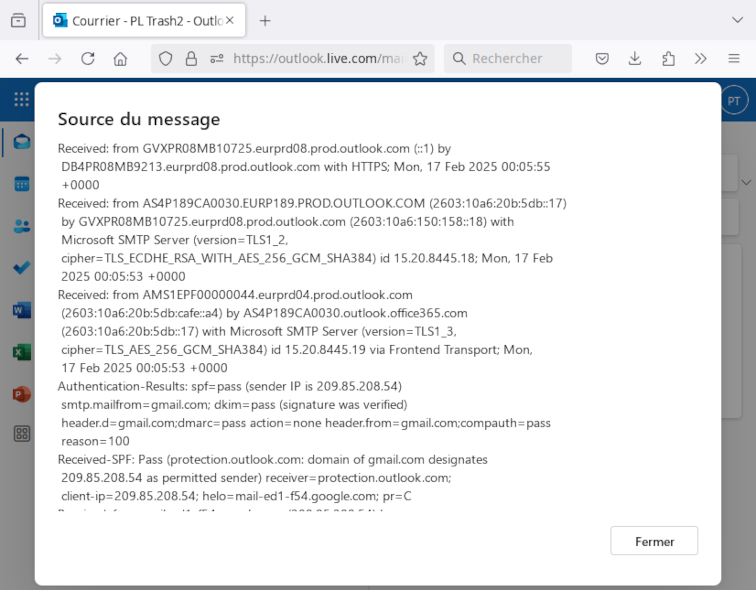 Courrier - PL Trash2 - Outlo
https://outlook.live.com/mai
Rechercher
PT
Source du message
Received: from GVXPR08MB10725.eurprd08.prod.outlook.com (::1) by
DB4PR08MB9213.eurprd08.prod.outlook.com with HTTPS; Mon, 17 Feb 2025 00:05:55
+0000
Received: from AS4P189CA0030.EURP189.PROD.OUTLOOK.COM (2603:10a6:20b:5db::17)
by GVXPR08MB10725.eurprd08.prod.outlook.com (2603:10a6:150:158::18) with
Microsoft SMTP Server (version=TLS1_2,
cipher=TLS_ECDHE_RSA_WITH_AES_256_GCM_SHA384) id 15.20.8445.18; Mon, 17 Feb
2025 00:05:53 +0000
Received: from AMS1EPF00000044.eurprd04.prod.outlook.com
(2603:10a6:20b:5db:cafe::a4) by AS4P189CA0030.outlook.office365.com
(2603:10a6:20b:5db::17) with Microsoft SMTP Server (version=TLS1_3,
cipher=TLS_AES_256_GCM_SHA384) id 15.20.8445.19 via Frontend Transport; Mon,
17 Feb 2025 00:05:53 +0000
Authentication-Results: spf=pass (sender IP is 209.85.208.54)
smtp.mailfrom=gmail.com; dkim=pass (signature was verified)
header.d=gmail.com;dmarc=pass action=none header.from=gmail.com;compauth=pass
reason=100
Received-SPF: Pass (protection.outlook.com: domain of gmail.com designates
209.85.208.54 as permitted sender) receiver=protection.outlook.com;
client-ip=209.85.208.54; helo=mail-ed1-f54.google.com; pr=C
Fermer